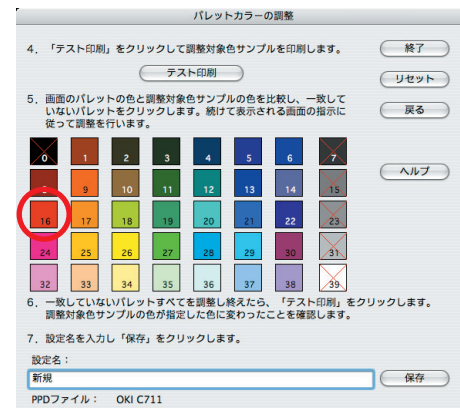 パレットカラーの調整
4. 「テスト印刷」をクリックして調整対象色サンプルを印刷します。
終了
テスト印刷
リセット
5. 画面のパレットの色と調整対象色サンプルの色を比較し、一致して
いないパレットをクリックします。続けて表示される画面の指示に
従って調整を行います。
戻る
ヘルプ
0 1 2 3 4 5 6 7
8 9 10 11 12 13 14 15
16 17 18 19 20 21 22 23
24 25 26 27 28 29 30 31
32 33 34 35 36 37 38 39
6. 一致していないパレットすべてを調整し終えたら、「テスト印刷」をクリックします。
調整対象色サンプルの色が指定した色に変わったことを確認します。
7. 設定名を入力し「保存」をクリックします。
設定名：
新規
保存
PPDファイル： OKI C711